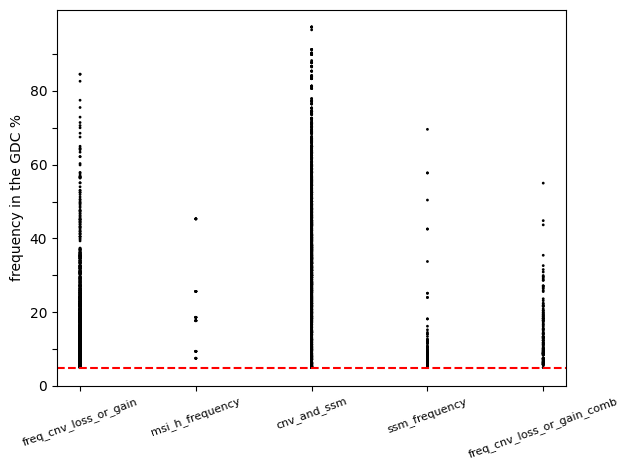 frequency in the GDC %
80
60
40
20
0
freq_cnv_loss_or_gain
msi_h_frequency
cnv_and_ssm
ssm_frequency
freq_cnv_loss_or_gain_comb